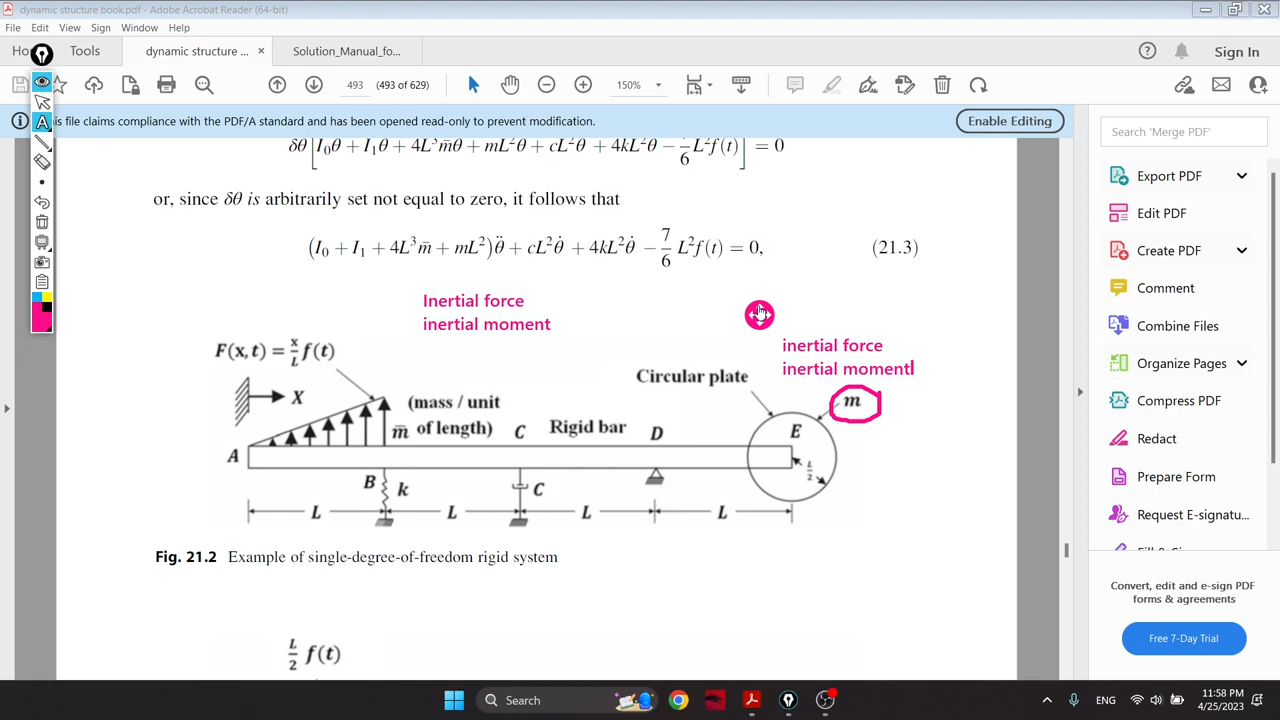 dynamic structure book.pdf - Adobe Acrobat Reader (64-bit)
File Edit View Sign Window Help
Tools dynamic structure ... × Solution_Manual_fo... Sign In
493 (493 of 629) 150%
is file claims compliance with the PDF/A standard and has been opened read-only to prevent modification. Enable Editing
or, since δθ is arbitrarily set not equal to zero, it follows that
(I₀ + I₁ + 4L³m̄ + mL²)θ̈ + cL²θ̇ + 4kL²θ̇ − 7/6 L²f(t) = 0, (21.3)
Inertial force
inertial moment
inertial force
inertial moment
F(x,t) = x/L f(t)
Circular plate
m
X
(mass / unit
m̄ of length)
C Rigid bar D E
A
L/2
B k C
L L L L
Fig. 21.2 Example of single-degree-of-freedom rigid system
L/2 f(t)
Search 'Merge PDF'
Export PDF
Edit PDF
Create PDF
Comment
Combine Files
Organize Pages
Compress PDF
Redact
Prepare Form
Request E-signatu...
Convert, edit and e-sign PDF
forms & agreements
Free 7-Day Trial
Search
ENG
11:58 PM
4/25/2023